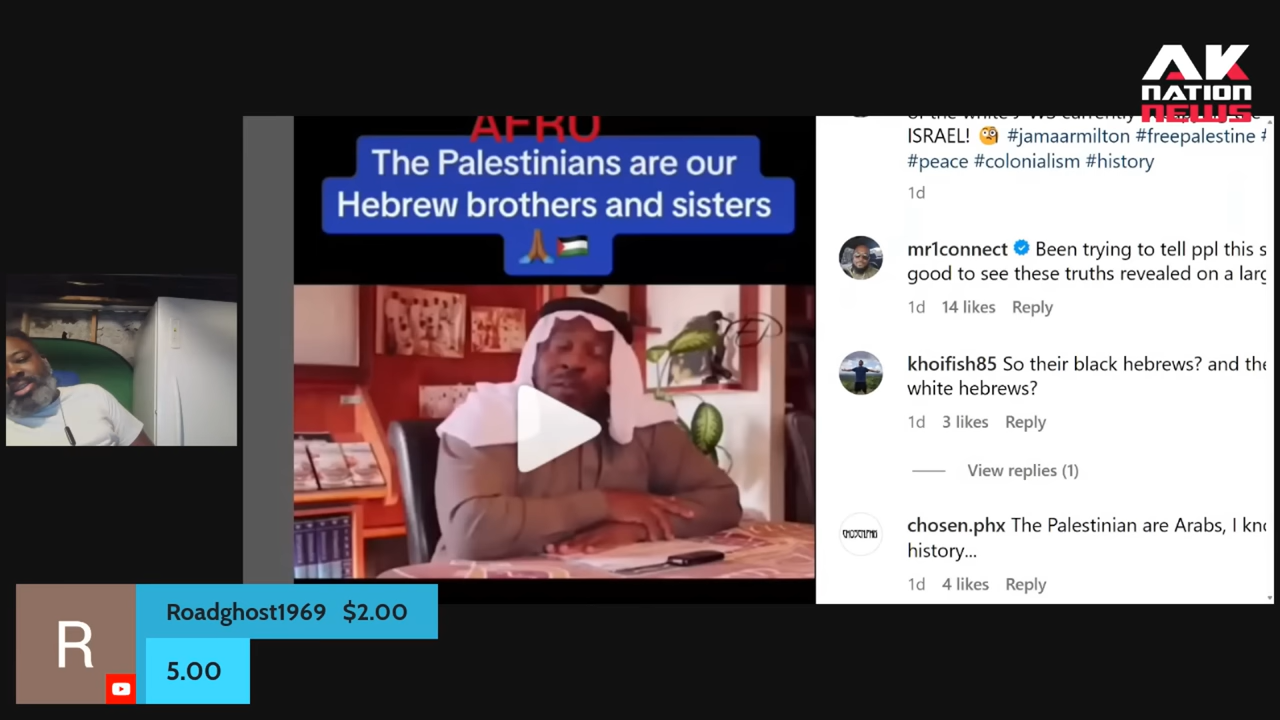 AK
NATION
NEWS
AFRO
The Palestinians are our
Hebrew brothers and sisters
🙏🏾🇵🇸
ISRAEL! 🧐 #jamaarmilton #freepalestine #
#peace #colonialism #history
1d
mr1connect Been trying to tell ppl this s
good to see these truths revealed on a larg
1d 14 likes Reply
khoifish85 So their black hebrews? and the
white hebrews?
1d 3 likes Reply
View replies (1)
chosen.phx The Palestinian are Arabs, I kno
history...
1d 4 likes Reply
R
Roadghost1969 $2.00
5.00